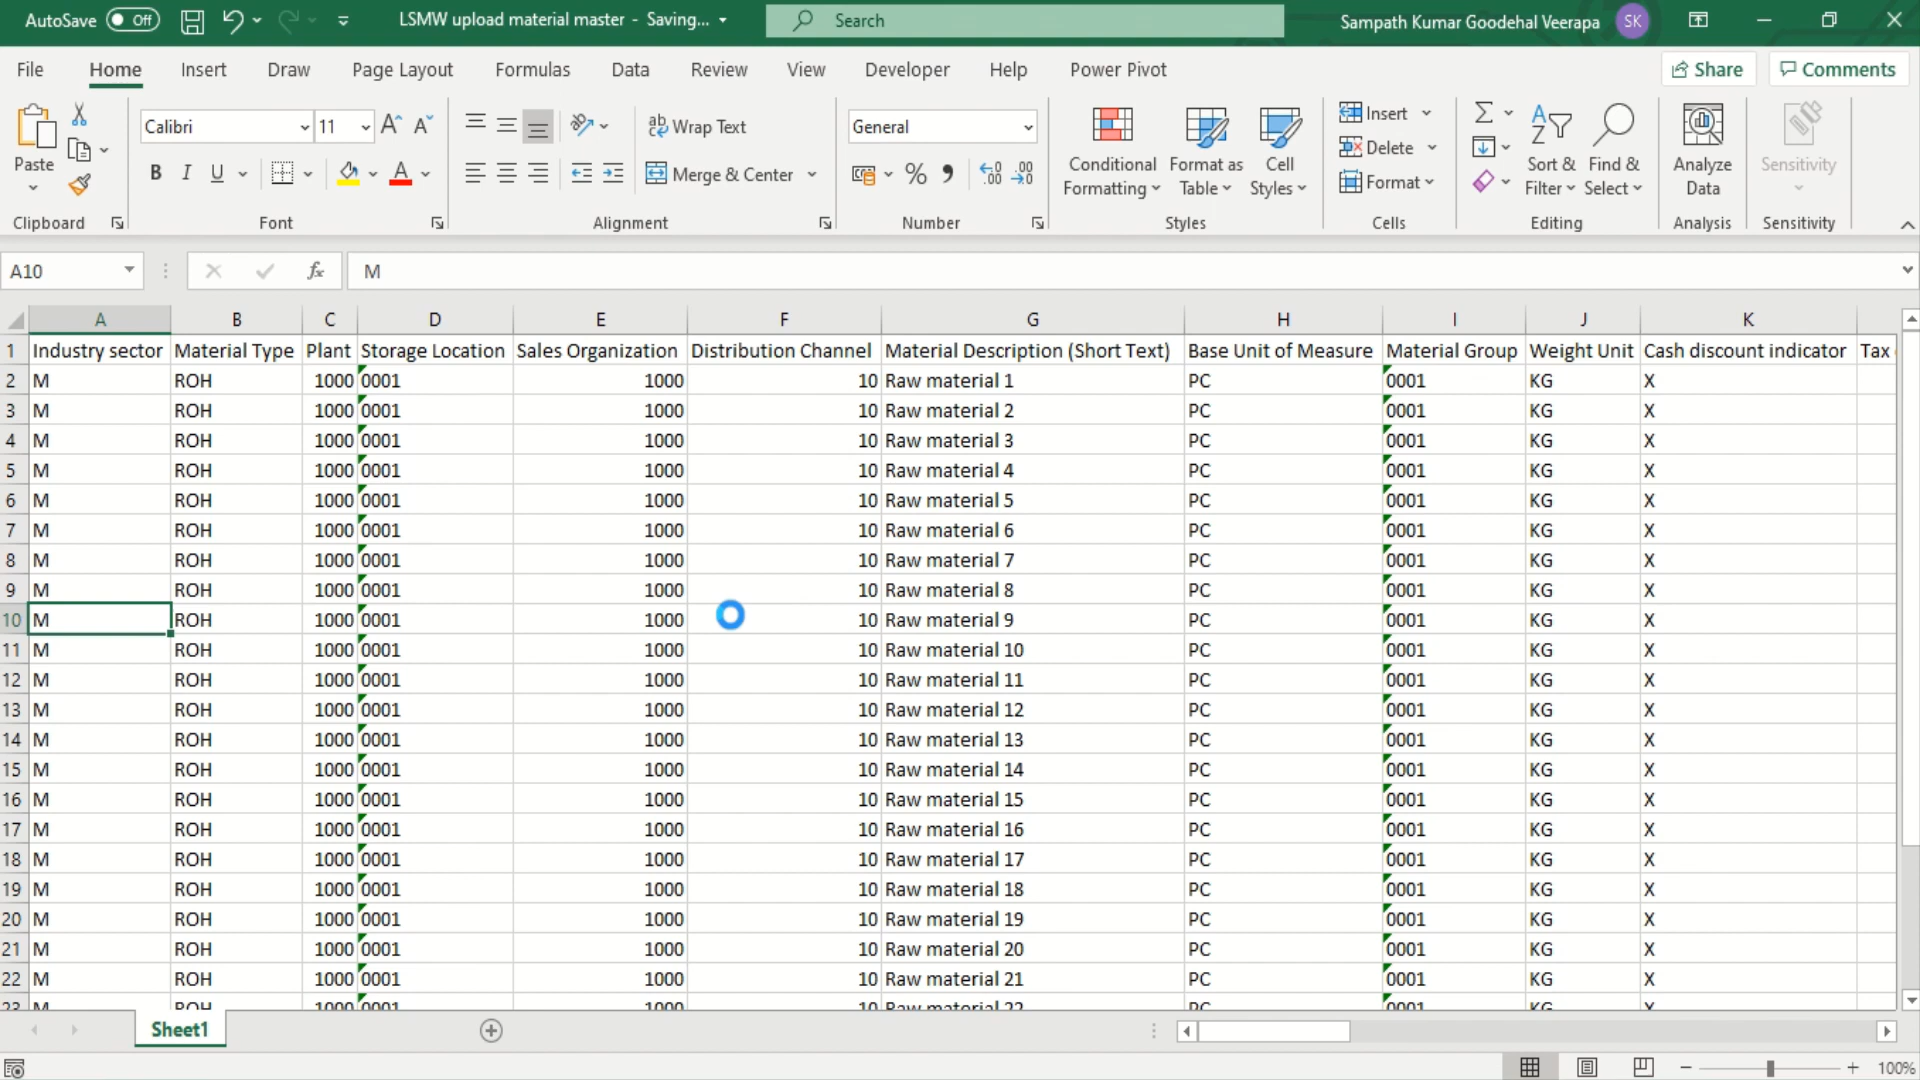 AutoSave Off LSMW upload material master - Saving... Search Sampath Kumar Goodehal Veerapa SK
File Home Insert Draw Page Layout Formulas Data Review View Developer Help Power Pivot Share Comments
Paste Calibri 11 A A ab Wrap Text General Conditional Formatting Format as Table Cell Styles Insert Sort & Filter Find & Select Analyze Data Sensitivity
Delete
B I U A Merge & Center % Format
Clipboard Font Alignment Number Styles Cells Editing Analysis Sensitivity
A10 fx M
A B C D E F G H I J K
1 Industry sector Material Type Plant Storage Location Sales Organization Distribution Channel Material Description (Short Text) Base Unit of Measure Material Group Weight Unit Cash discount indicator Tax
2 M ROH 1000 0001 1000 10 Raw material 1 PC 0001 KG X
3 M ROH 1000 0001 1000 10 Raw material 2 PC 0001 KG X
4 M ROH 1000 0001 1000 10 Raw material 3 PC 0001 KG X
5 M ROH 1000 0001 1000 10 Raw material 4 PC 0001 KG X
6 M ROH 1000 0001 1000 10 Raw material 5 PC 0001 KG X
7 M ROH 1000 0001 1000 10 Raw material 6 PC 0001 KG X
8 M ROH 1000 0001 1000 10 Raw material 7 PC 0001 KG X
9 M ROH 1000 0001 1000 10 Raw material 8 PC 0001 KG X
10 M ROH 1000 0001 1000 10 Raw material 9 PC 0001 KG X
11 M ROH 1000 0001 1000 10 Raw material 10 PC 0001 KG X
12 M ROH 1000 0001 1000 10 Raw material 11 PC 0001 KG X
13 M ROH 1000 0001 1000 10 Raw material 12 PC 0001 KG X
14 M ROH 1000 0001 1000 10 Raw material 13 PC 0001 KG X
15 M ROH 1000 0001 1000 10 Raw material 14 PC 0001 KG X
16 M ROH 1000 0001 1000 10 Raw material 15 PC 0001 KG X
17 M ROH 1000 0001 1000 10 Raw material 16 PC 0001 KG X
18 M ROH 1000 0001 1000 10 Raw material 17 PC 0001 KG X
19 M ROH 1000 0001 1000 10 Raw material 18 PC 0001 KG X
20 M ROH 1000 0001 1000 10 Raw material 19 PC 0001 KG X
21 M ROH 1000 0001 1000 10 Raw material 20 PC 0001 KG X
22 M ROH 1000 0001 1000 10 Raw material 21 PC 0001 KG X
23 M ROH 1000 0001 1000 10 Raw material 22 PC 0001 KG X
Sheet1
100%